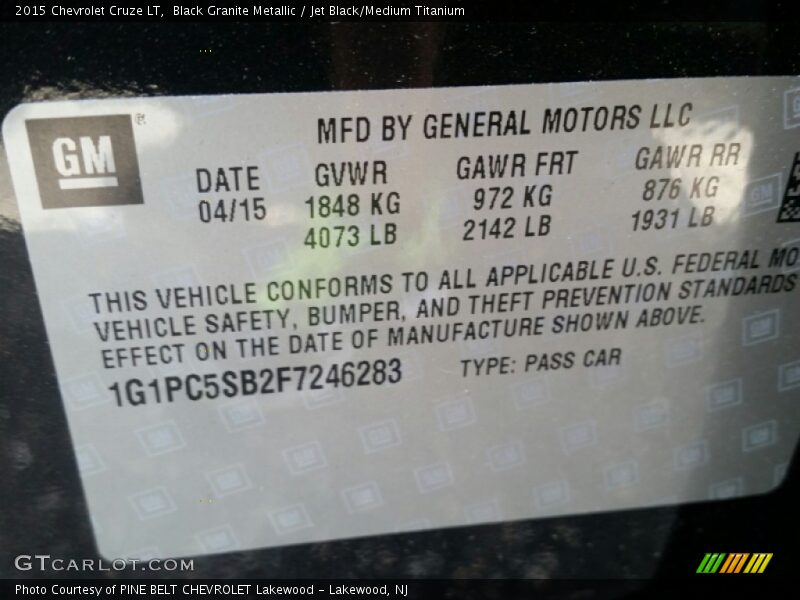 2015 Chevrolet Cruze LT,  Black Granite Metallic / Jet Black/Medium Titanium
GM®
MFD BY GENERAL MOTORS LLC
DATE GVWR GAWR FRT GAWR RR
04/15 1848 KG 972 KG 876 KG
4073 LB 2142 LB 1931 LB
THIS VEHICLE CONFORMS TO ALL APPLICABLE U.S. FEDERAL MO
VEHICLE SAFETY, BUMPER, AND THEFT PREVENTION STANDARDS
EFFECT ON THE DATE OF MANUFACTURE SHOWN ABOVE.
1G1PC5SB2F7246283 TYPE: PASS CAR
GTCARLOT.COM
Photo Courtesy of PINE BELT CHEVROLET Lakewood - Lakewood, NJ